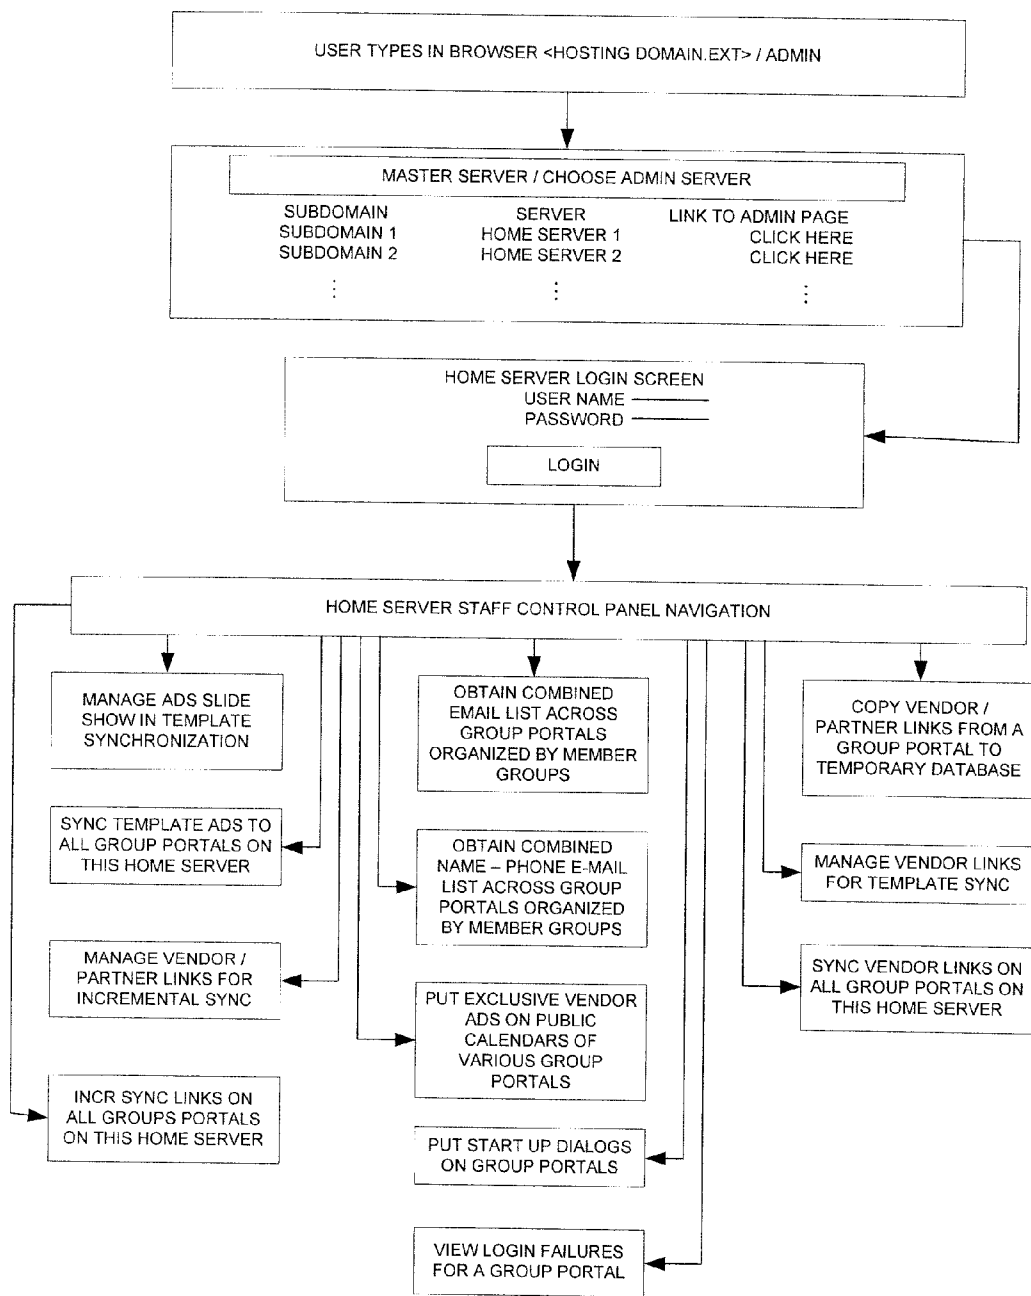 USER TYPES IN BROWSER <HOSTING DOMAIN.EXT> / ADMIN
MASTER SERVER / CHOOSE ADMIN SERVER
SUBDOMAIN SERVER LINK TO ADMIN PAGE
SUBDOMAIN 1 HOME SERVER 1 CLICK HERE
SUBDOMAIN 2 HOME SERVER 2 CLICK HERE
HOME SERVER LOGIN SCREEN
USER NAME
PASSWORD
LOGIN
HOME SERVER STAFF CONTROL PANEL NAVIGATION
MANAGE ADS SLIDE
SHOW IN TEMPLATE
SYNCHRONIZATION
SYNC TEMPLATE ADS TO
ALL GROUP PORTALS ON
THIS HOME SERVER
MANAGE VENDOR /
PARTNER LINKS FOR
INCREMENTAL SYNC
INCR SYNC LINKS ON
ALL GROUPS PORTALS
ON THIS HOME SERVER
OBTAIN COMBINED
EMAIL LIST ACROSS
GROUP PORTALS
ORGANIZED BY MEMBER
GROUPS
OBTAIN COMBINED
NAME – PHONE E-MAIL
LIST ACROSS GROUP
PORTALS ORGANIZED
BY MEMBER GROUPS
PUT EXCLUSIVE VENDOR
ADS ON PUBLIC
CALENDARS OF
VARIOUS GROUP
PORTALS
PUT START UP DIALOGS
ON GROUP PORTALS
VIEW LOGIN FAILURES
FOR A GROUP PORTAL
COPY VENDOR /
PARTNER LINKS FROM A
GROUP PORTAL TO
TEMPORARY DATABASE
MANAGE VENDOR LINKS
FOR TEMPLATE SYNC
SYNC VENDOR LINKS ON
ALL GROUP PORTALS ON
THIS HOME SERVER